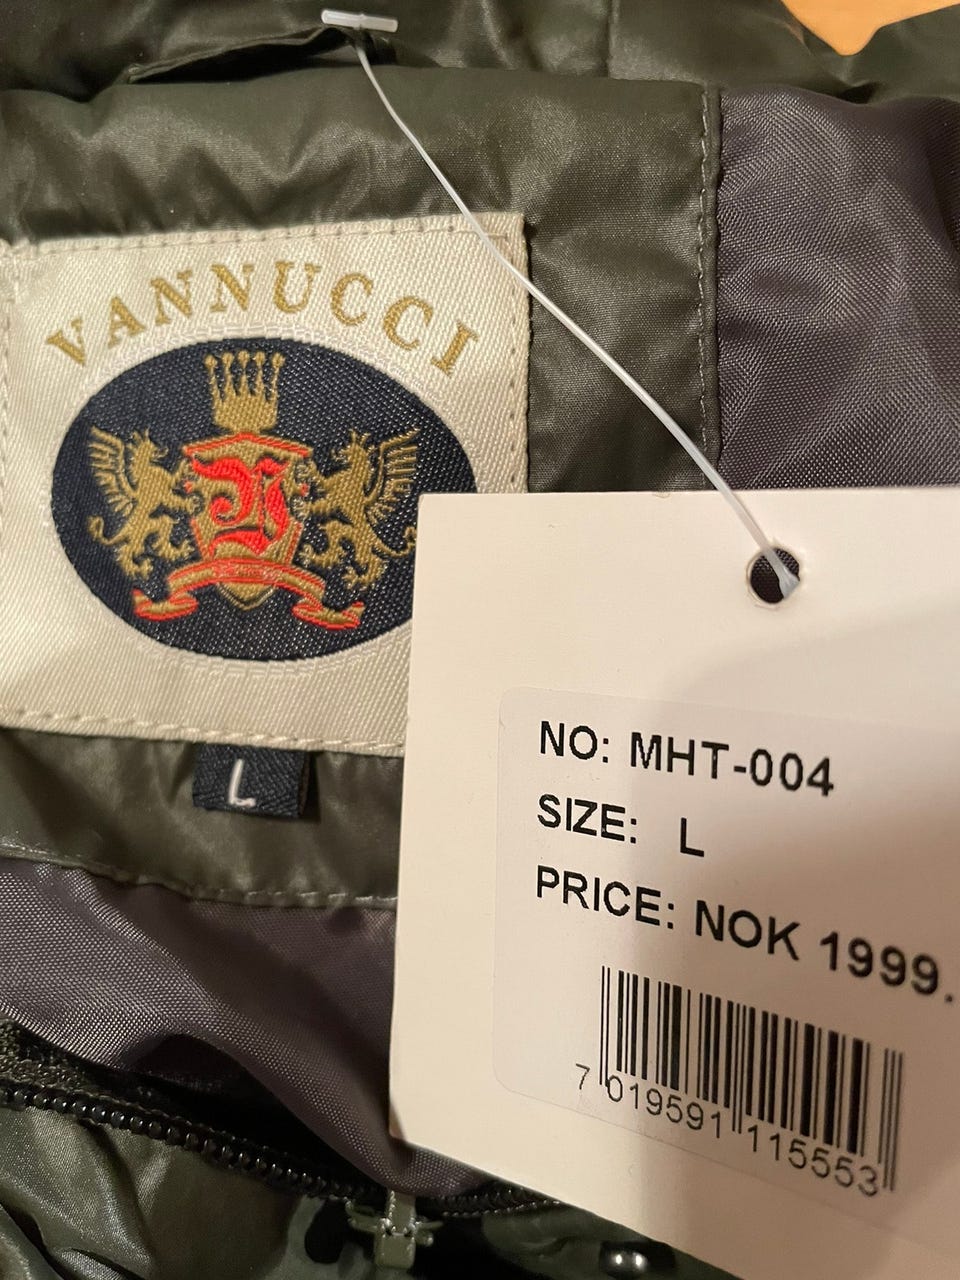 VANNUCCI
L
NO: MHT-004
SIZE: L
PRICE: NOK 1999.
7 019591 115553